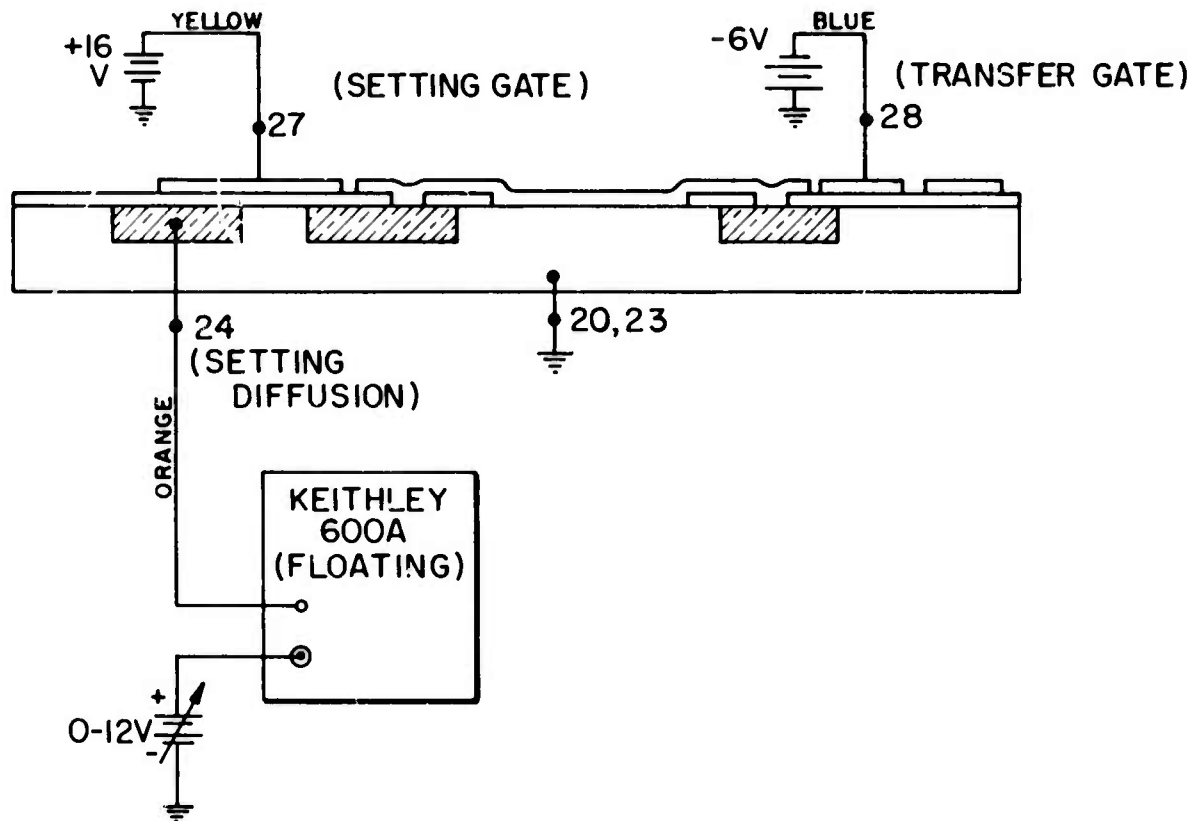 YELLOW
+16
V
(SETTING GATE)
27
BLUE
-6V
(TRANSFER GATE)
28
24
(SETTING
DIFFUSION)
20,23
ORANGE
KEITHLEY
600A
(FLOATING)
+
0-12V
-